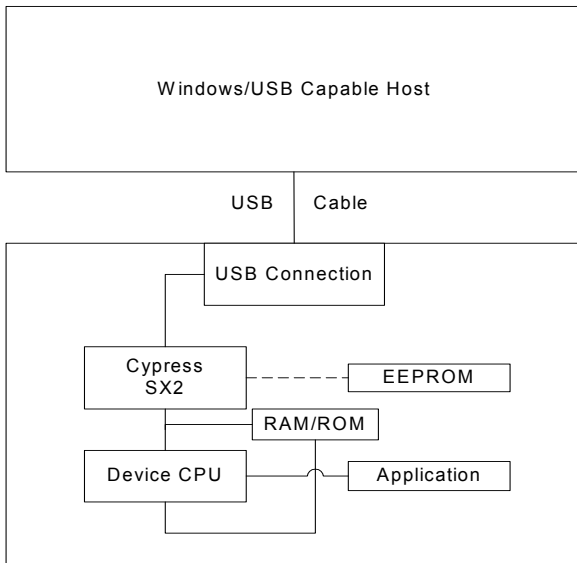 Windows/USB Capable Host
USB Cable
USB Connection
Cypress
SX2
EEPROM
RAM/ROM
Device CPU
Application